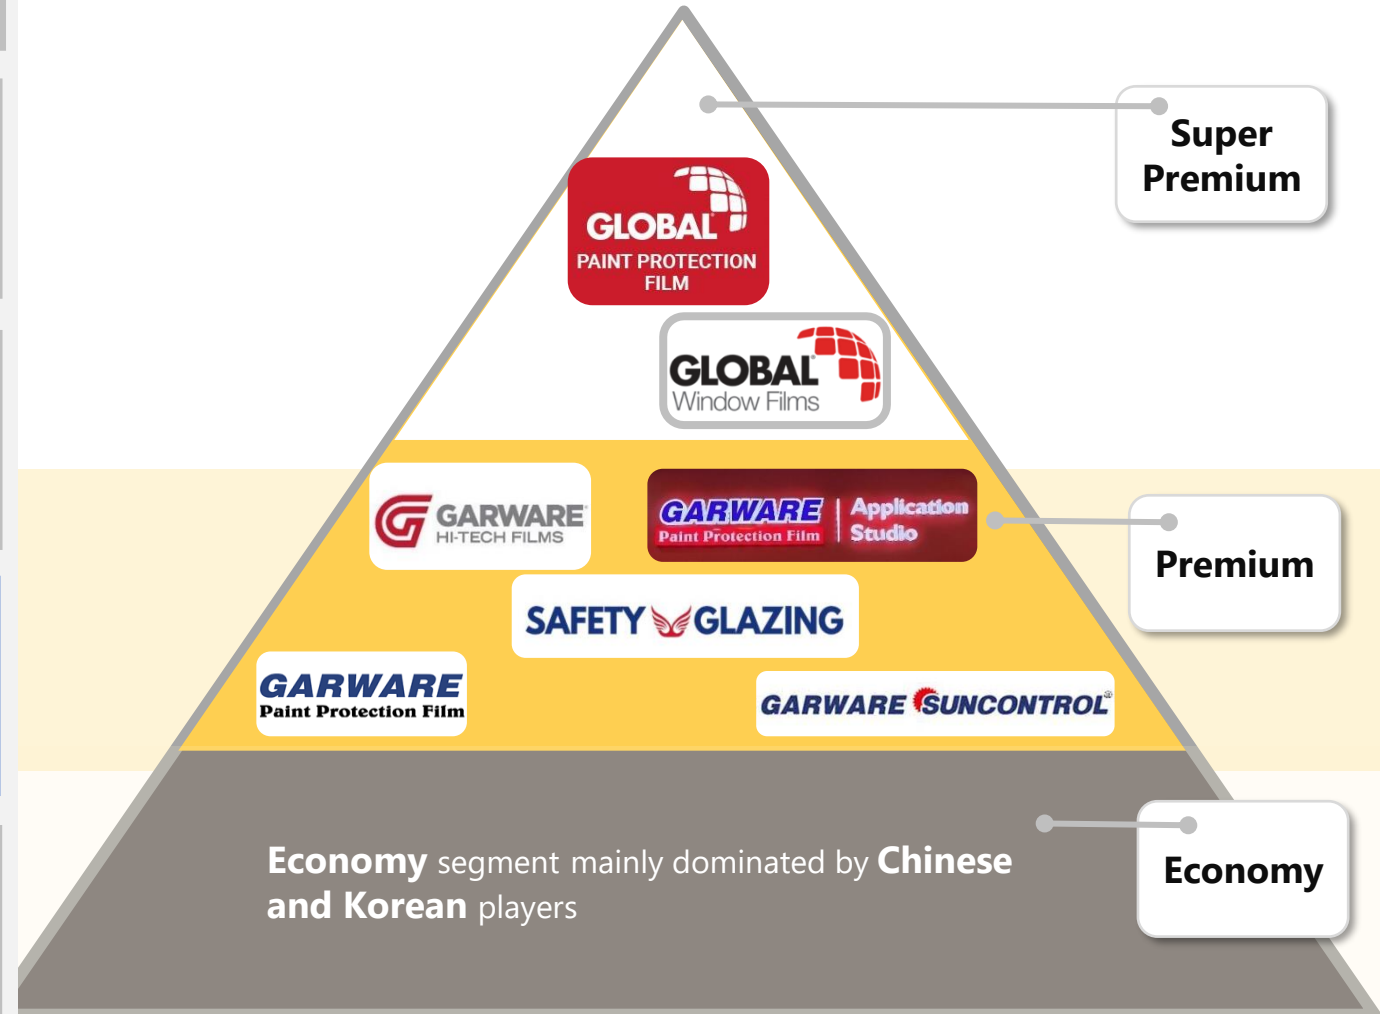 Super
Premium
GLOBAL
PAINT PROTECTION
FILM
GLOBAL
Window Films
GARWARE
HI-TECH FILMS
GARWARE
Paint Protection Film
Application
Studio
Premium
SAFETY GLAZING
GARWARE
Paint Protection Film
GARWARE SUNCONTROL®
Economy segment mainly dominated by Chinese
and Korean players
Economy